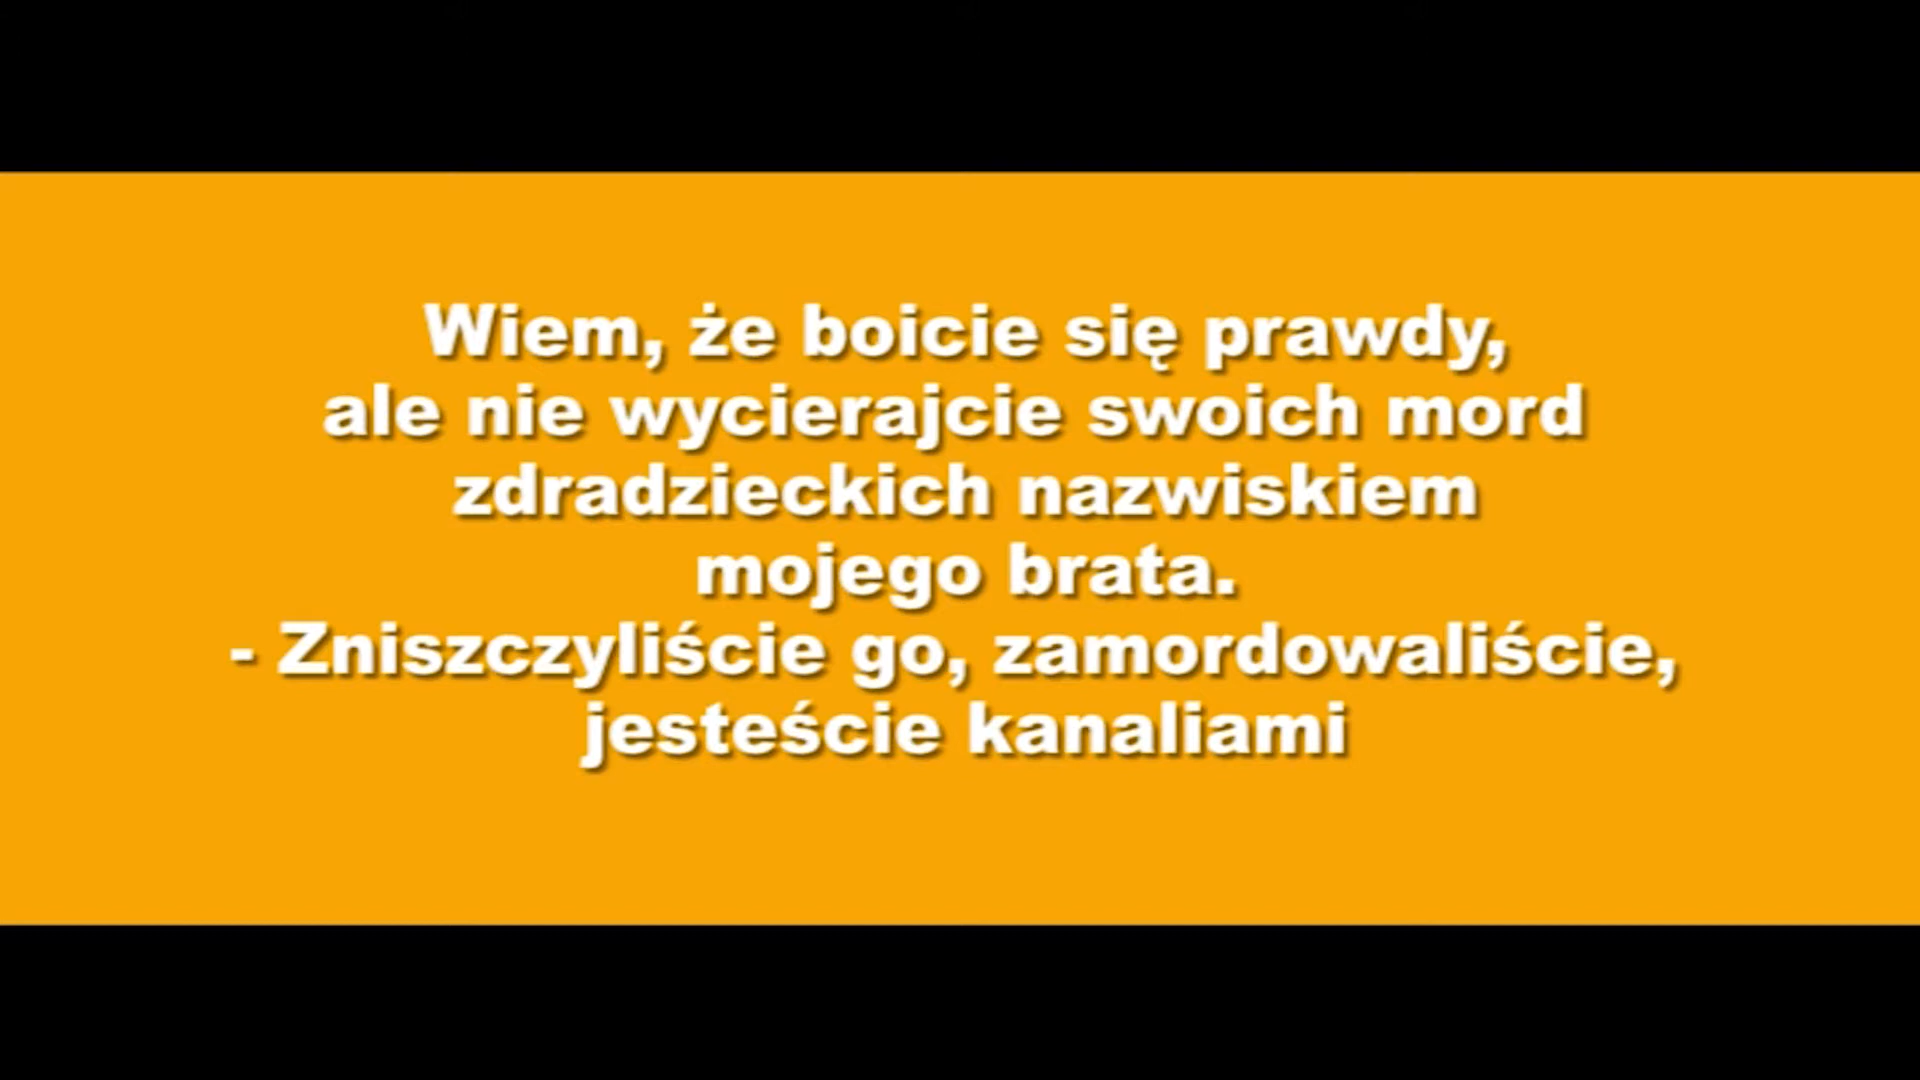 Wiem, że boicie się prawdy,
ale nie wycierajcie swoich mord
zdradzieckich nazwiskiem
mojego brata.
- Zniszczyliście go, zamordowaliście,
jesteście kanaliami